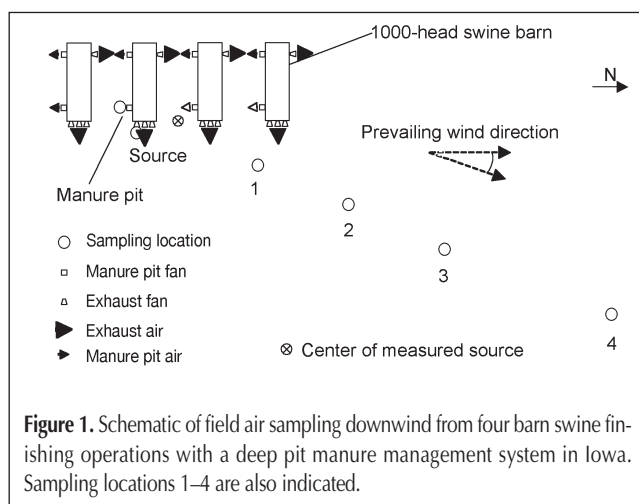 1000-head swine barn
N
Prevailing wind direction
Source
Manure pit
1
2
3
4
Sampling location
Manure pit fan
Exhaust fan
Exhaust air
Manure pit air
Center of measured source
Figure 1. Schematic of field air sampling downwind from four barn swine fin-
ishing operations with a deep pit manure management system in Iowa.
Sampling locations 1–4 are also indicated.